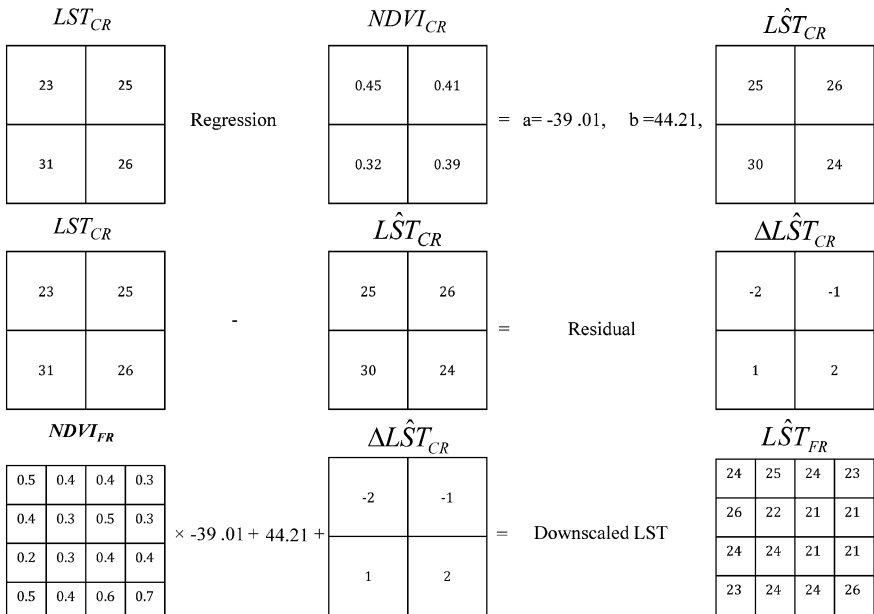 LST_CR NDVI_CR LŜT_CR
23 25 0.45 0.41 25 26
Regression = a= -39 .01, b =44.21,
31 26 0.32 0.39 30 24
LST_CR LŜT_CR ΔLŜT_CR
23 25 25 26 -2 -1
- = Residual
31 26 30 24 1 2
NDVI_FR ΔLŜT_CR LŜT_FR
0.5 0.4 0.4 0.3 24 25 24 23
-2 -1
0.4 0.3 0.5 0.3 26 22 21 21
× -39 .01+ 44.21 + = Downscaled LST
0.2 0.3 0.4 0.4 24 24 21 21
1 2
0.5 0.4 0.6 0.7 23 24 24 26